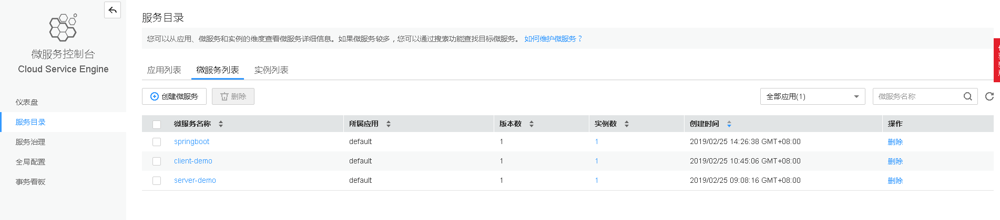 微服务控制台
Cloud Service Engine
仪表盘
服务目录
服务治理
全局配置
事务看板
服务目录
您可以从应用、微服务和实例的维度查看微服务详细信息。如果微服务较多，您可以通过搜索功能查找目标微服务。 如何维护微服务？
应用列表 微服务列表 实例列表
创建微服务 删除 全部应用(1) 微服务名称
微服务名称 所属应用 版本数 实例数 创建时间 操作
springboot default 1 1 2019/02/25 14:26:38 GMT+08:00 删除
client-demo default 1 1 2019/02/25 10:45:06 GMT+08:00 删除
server-demo default 1 1 2019/02/25 09:08:16 GMT+08:00 删除